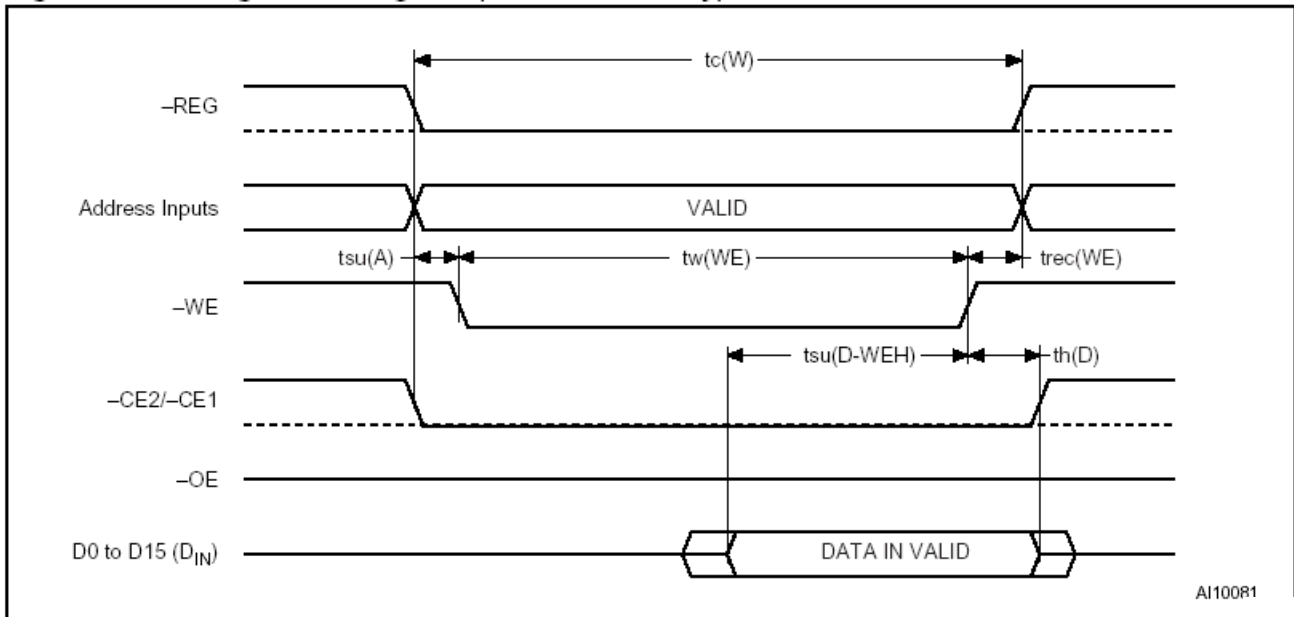 tc(W)
–REG
Address Inputs
VALID
tsu(A)
tw(WE)
trec(WE)
–WE
tsu(D-WEH)
th(D)
–CE2/–CE1
–OE
D0 to D15 (DIN)
DATA IN VALID
AI10081